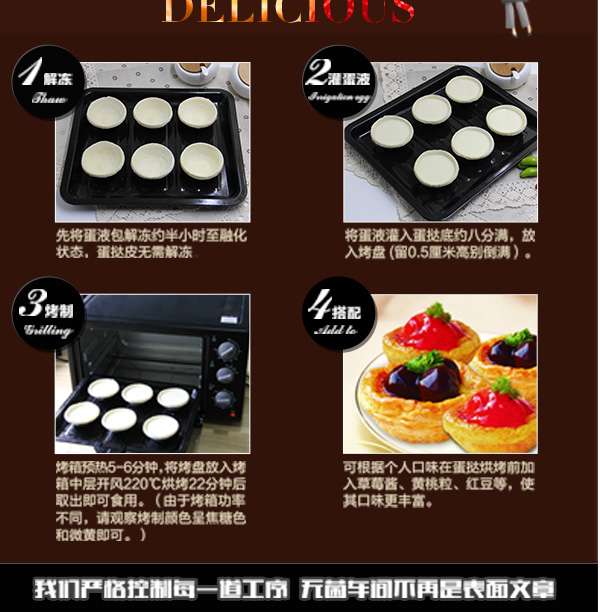 DELICIOUS
1 解冻
Thaw
2 灌蛋液
Irrigation egg
先将蛋液包解冻约半小时至融化
状态，蛋挞皮无需解冻
将蛋液灌入蛋挞底约八分满，放
入烤盘（留0.5厘米高别倒满）。
3 烤制
Grilling
4 搭配
Add to
烤箱预热5-6分钟,将烤盘放入烤
箱中层开风220℃烘烤22分钟后
取出即可食用。（由于烤箱功率
不同，请观察烤制颜色呈焦糖色
和微黄即可。）
可根据个人口味在蛋挞烘烤前加
入草莓酱、黄桃粒、红豆等，使
其口味更丰富。
我们严格控制每一道工序 无菌车间不再是表面文章